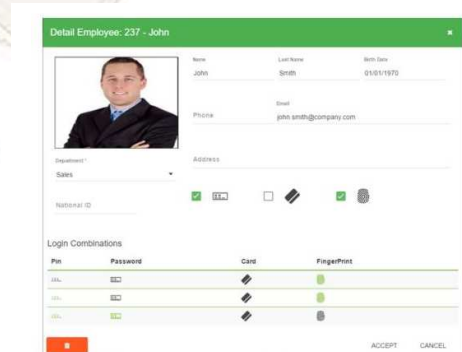 Detail Employee: 237 - John
Name Last Name Birth Date
John Smith 01/01/1970
Email
Phone john.smith@company.com
Department * Address
Sales
National ID
Login Combinations
Pin Password Card FingerPrint
ACCEPT CANCEL